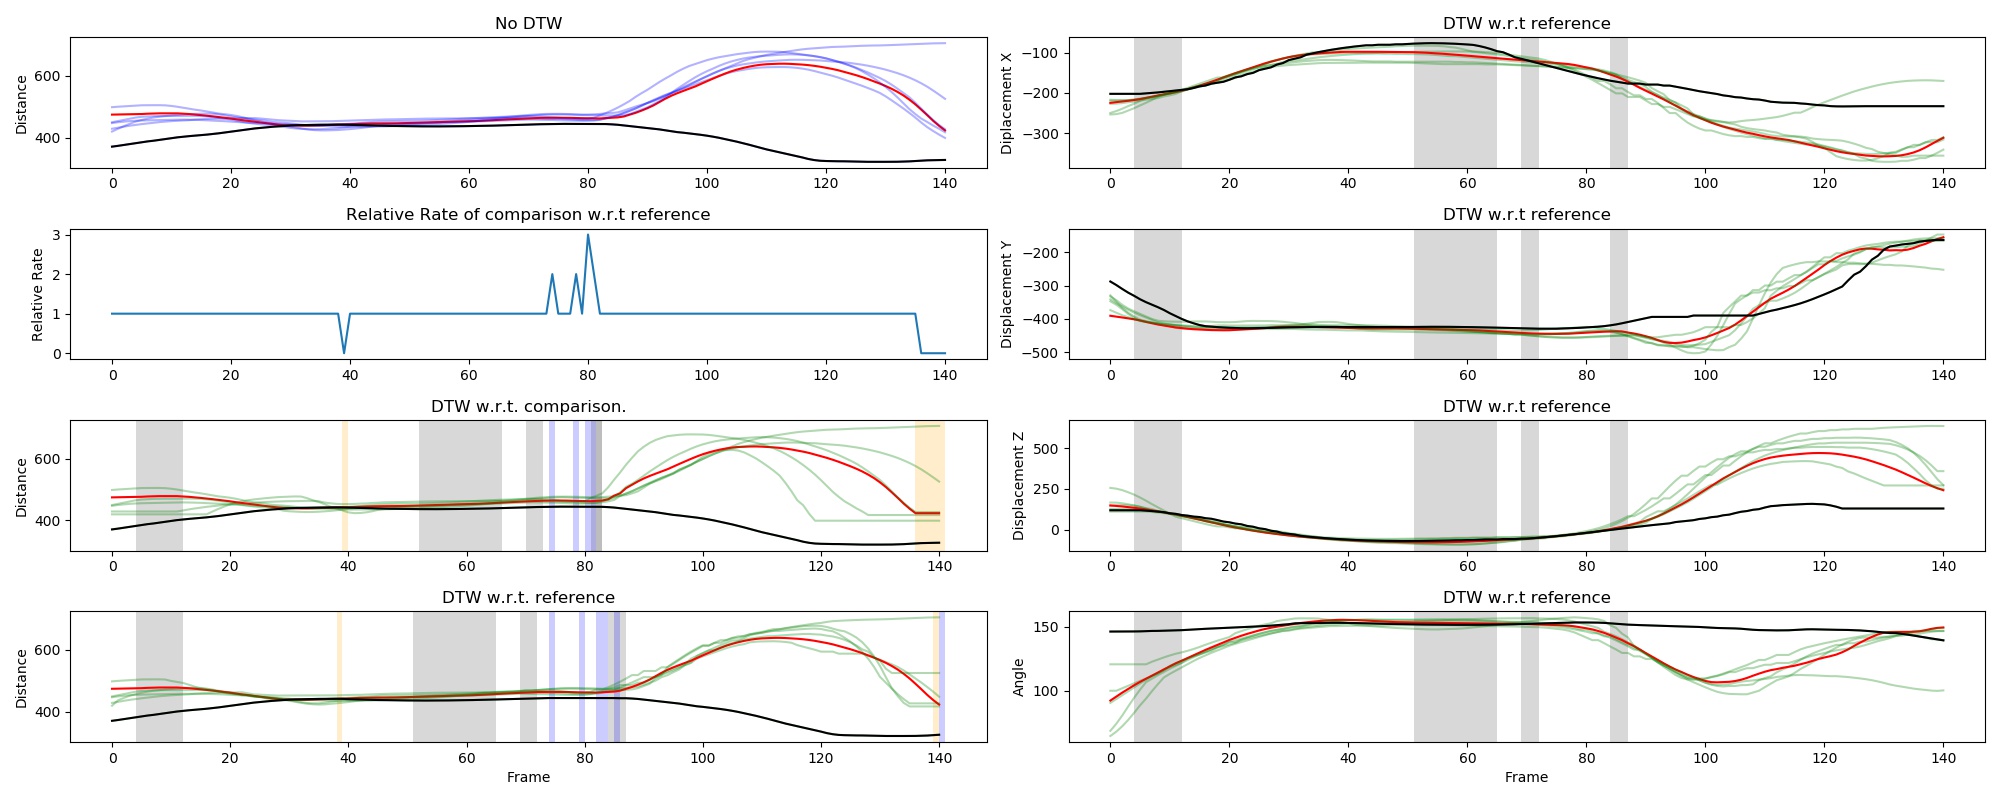 No DTW
Distance
600
400
0 20 40 60 80 100 120 140
Relative Rate of comparison w.r.t reference
Relative Rate
3
2
1
0
0 20 40 60 80 100 120 140
DTW w.r.t. comparison.
Distance
600
400
0 20 40 60 80 100 120 140
DTW w.r.t. reference
Distance
600
400
0 20 40 60 80 100 120 140
Frame
DTW w.r.t reference
Diplacement X
−100
−200
−300
0 20 40 60 80 100 120 140
DTW w.r.t reference
Displacement Y
−200
−300
−400
−500
0 20 40 60 80 100 120 140
DTW w.r.t reference
Displacement Z
500
250
0
0 20 40 60 80 100 120 140
DTW w.r.t reference
Angle
150
100
0 20 40 60 80 100 120 140
Frame